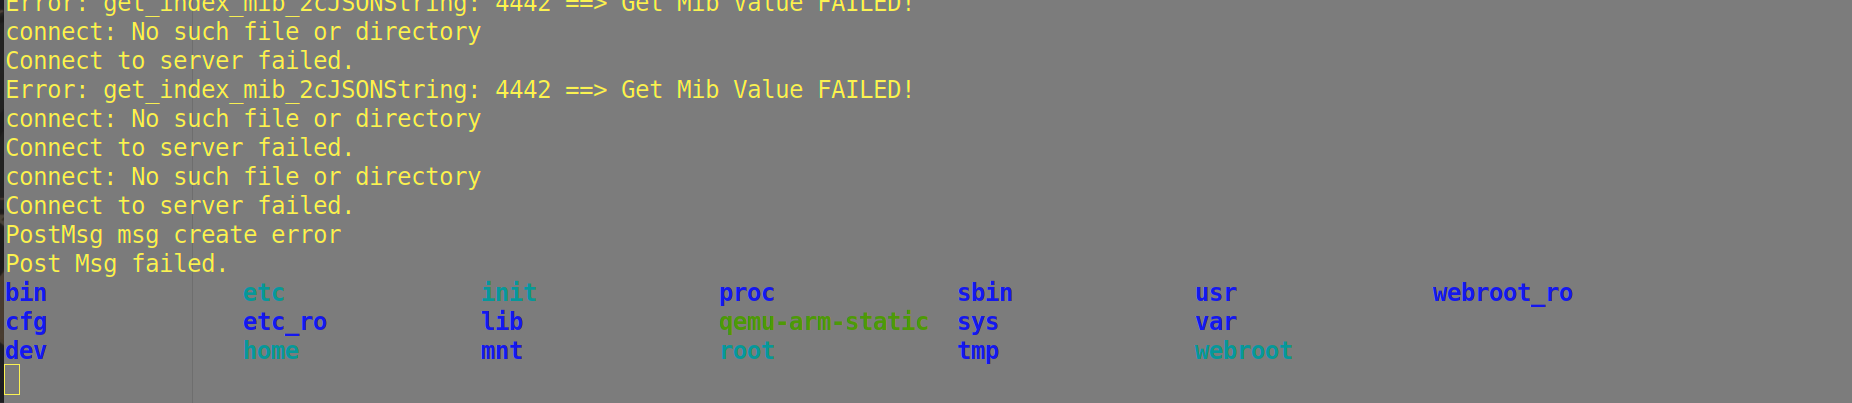 Error: get_index_mib_2cJSONString: 4442 ==> Get Mib Value FAILED!
connect: No such file or directory
Connect to server failed.
Error: get_index_mib_2cJSONString: 4442 ==> Get Mib Value FAILED!
connect: No such file or directory
Connect to server failed.
connect: No such file or directory
Connect to server failed.
PostMsg msg create error
Post Msg failed.
bin etc init proc sbin usr webroot_ro
cfg etc_ro lib qemu-arm-static sys var
dev home mnt root tmp webroot